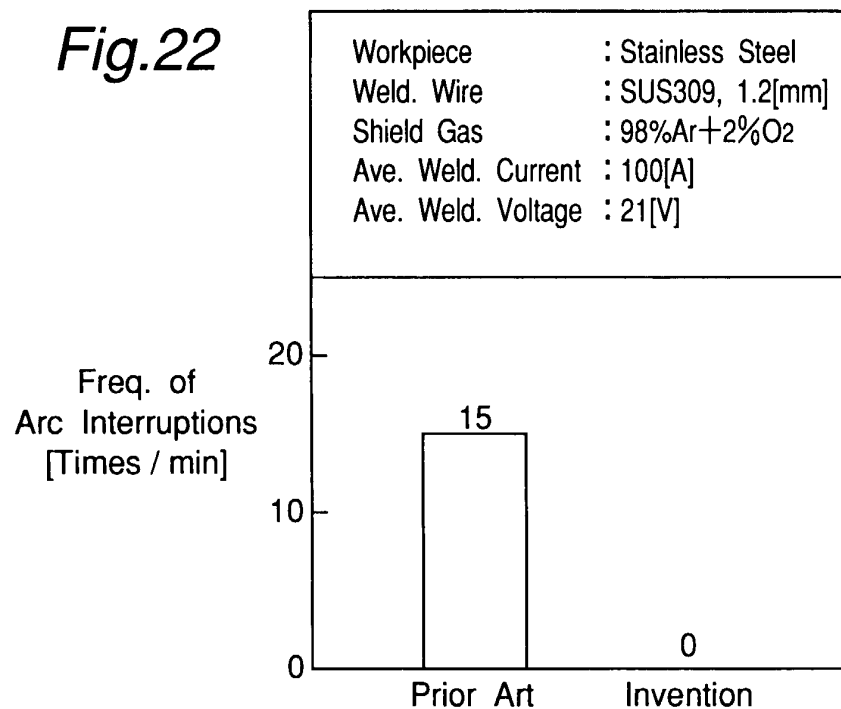 Fig.22
Workpiece : Stainless Steel
Weld. Wire : SUS309, 1.2[mm]
Shield Gas : 98%Ar+2%O2
Ave. Weld. Current : 100[A]
Ave. Weld. Voltage : 21[V]
Freq. of
Arc Interruptions
[Times / min]
20
10
0
15
0
Prior Art Invention